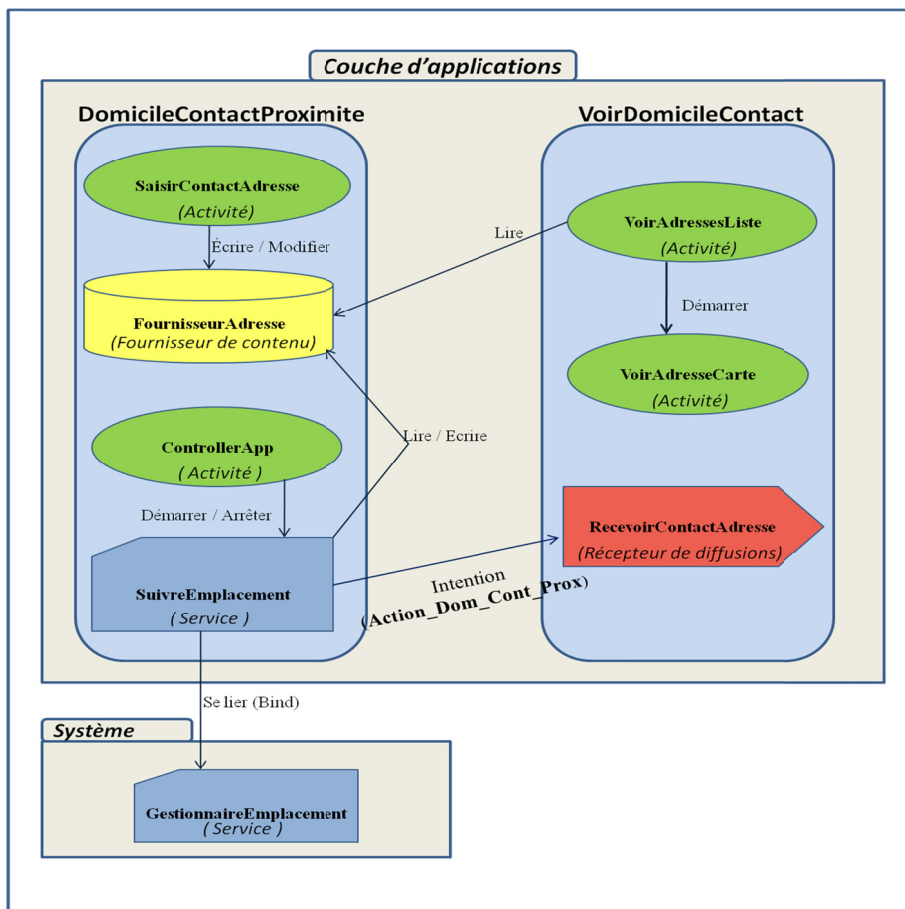 Couche d'applications
DomicileContactProximite
SaisirContactAdresse
(Activité)
Écrire / Modifier
FournisseurAdresse
(Fournisseur de contenu)
ControllerApp
( Activité )
Démarrer / Arrêter
SuivreEmplacement
( Service )
Lire
Lire / Ecrire
Intention
(Action_Dom_Cont_Prox)
VoirDomicileContact
VoirAdressesListe
(Activité)
Démarrer
VoirAdresseCarte
(Activité)
RecevoirContactAdresse
(Récepteur de diffusions)
Se lier (Bind)
Système
GestionnaireEmplacement
( Service )